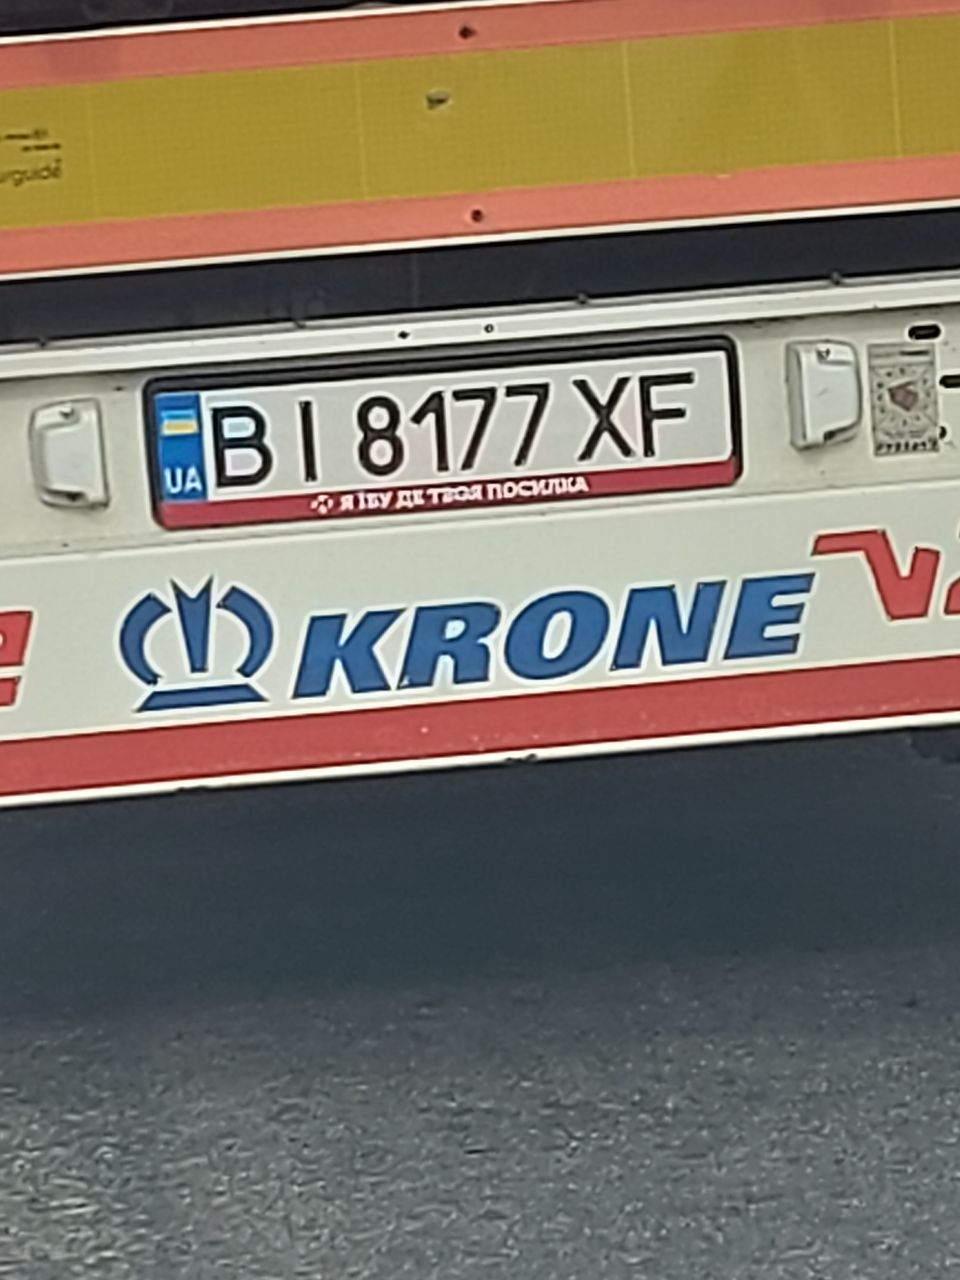 BI 8177 XF
UA
Я ЇБУ ДЕ ТВОЯ ПОСИЛКА
KRONE